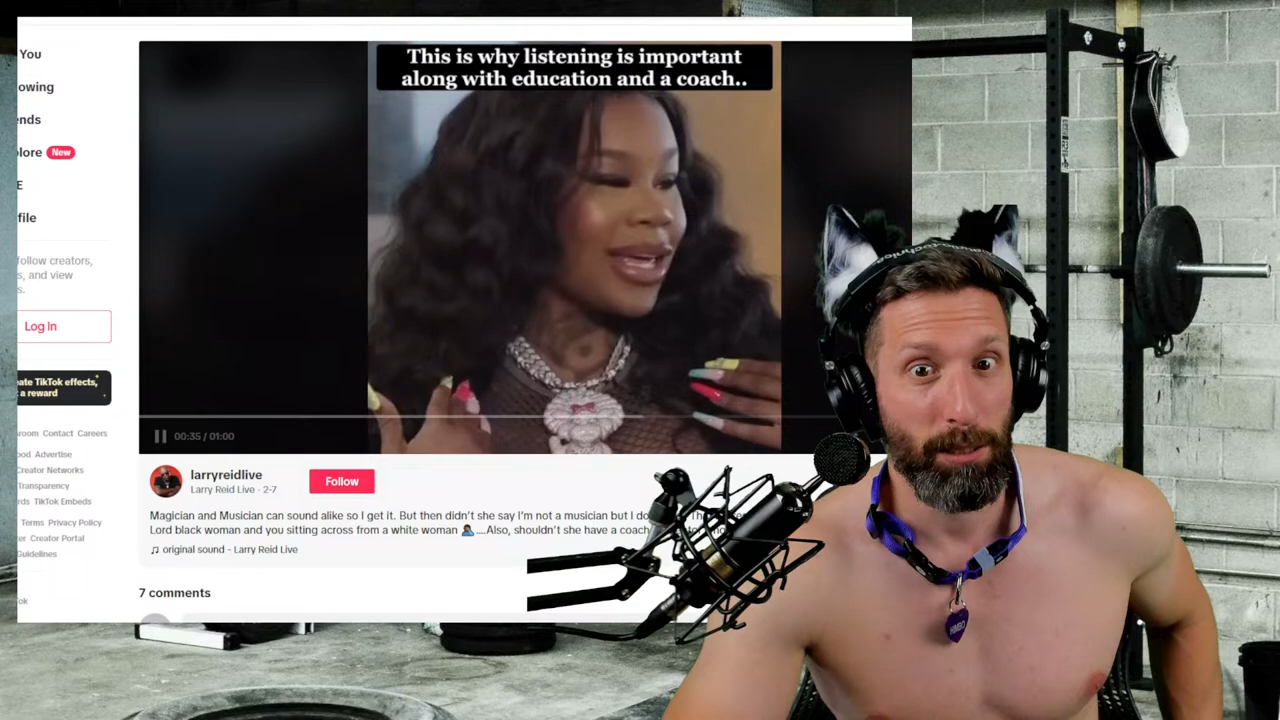 You
owing
ends
lore New
E
file
follow creators,
s, and view
s.
Log In
eate TikTok effects,
t a reward
room Contact Careers
ood Advertise
Creator Networks
Transparency
rds TikTok Embeds
Terms Privacy Policy
ter Creator Portal
Guidelines
ok
This is why listening is important
along with education and a coach..
00:35 / 01:00
larryreidlive
Larry Reid Live · 2-7
Follow
Magician and Musician can sound alike so I get it. But then didn't she say I'm not a musician but I do
Lord black woman and you sitting across from a white woman 🤦🏿‍♂️....Also, shouldn't she have a coach
♫ original sound - Larry Reid Live
7 comments